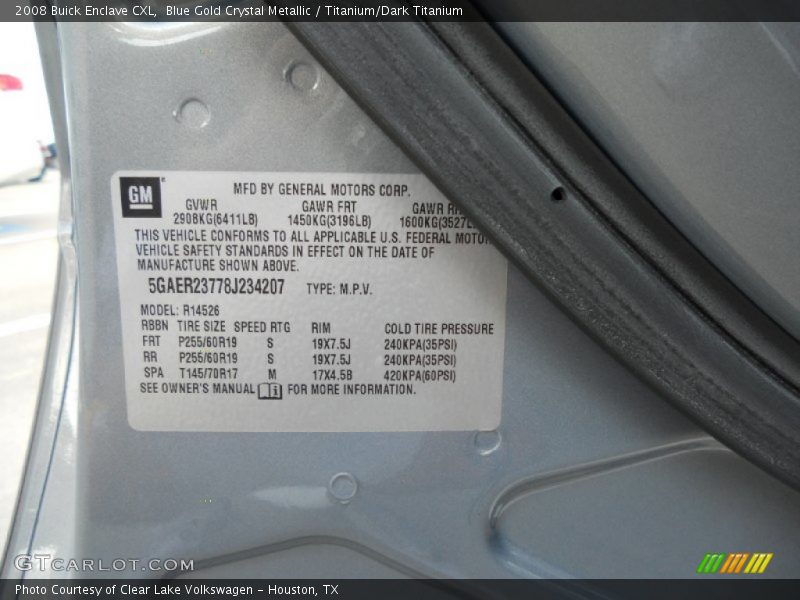 2008 Buick Enclave CXL, Blue Gold Crystal Metallic / Titanium/Dark Titanium
GM
MFD BY GENERAL MOTORS CORP.
GVWR GAWR FRT GAWR
2908KG(6411LB) 1450KG(3196LB) 1600KG(3527
THIS VEHICLE CONFORMS TO ALL APPLICABLE U.S. FEDERAL MOTOR
VEHICLE SAFETY STANDARDS IN EFFECT ON THE DATE OF
MANUFACTURE SHOWN ABOVE.
5GAER23778J234207 TYPE: M.P.V.
MODEL: R14526
RBBN TIRE SIZE SPEED RTG RIM COLD TIRE PRESSURE
FRT P255/60R19 S 19X7.5J 240KPA(35PSI)
RR P255/60R19 S 19X7.5J 240KPA(35PSI)
SPA T145/70R17 M 17X4.5B 420KPA(60PSI)
SEE OWNER'S MANUAL i FOR MORE INFORMATION.
GTCARLOT.COM
Photo Courtesy of Clear Lake Volkswagen - Houston, TX